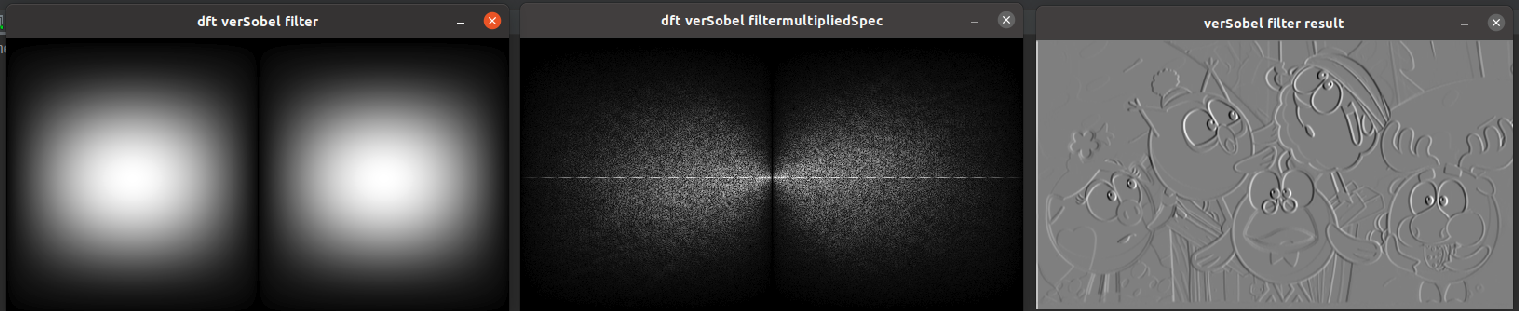 dft verSobel filter
dft verSobel filtermultipliedSpec
verSobel filter result